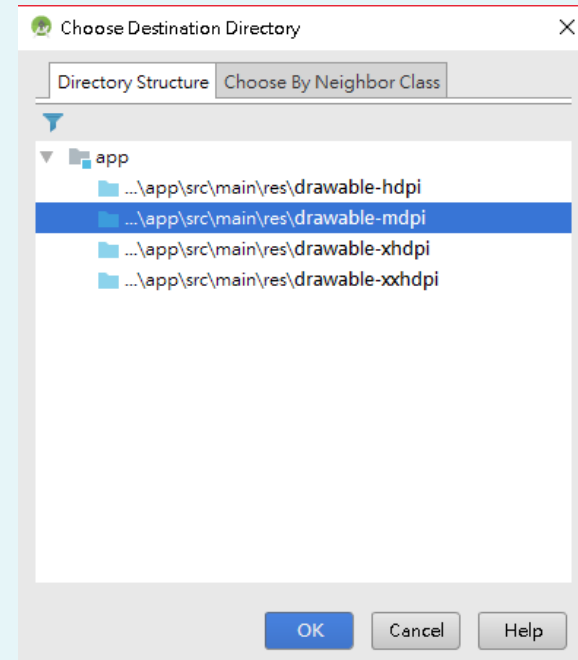 Choose Destination Directory
Directory Structure Choose By Neighbor Class
app
...\app\src\main\res\drawable-hdpi
...\app\src\main\res\drawable-mdpi
...\app\src\main\res\drawable-xhdpi
...\app\src\main\res\drawable-xxhdpi
OK Cancel Help